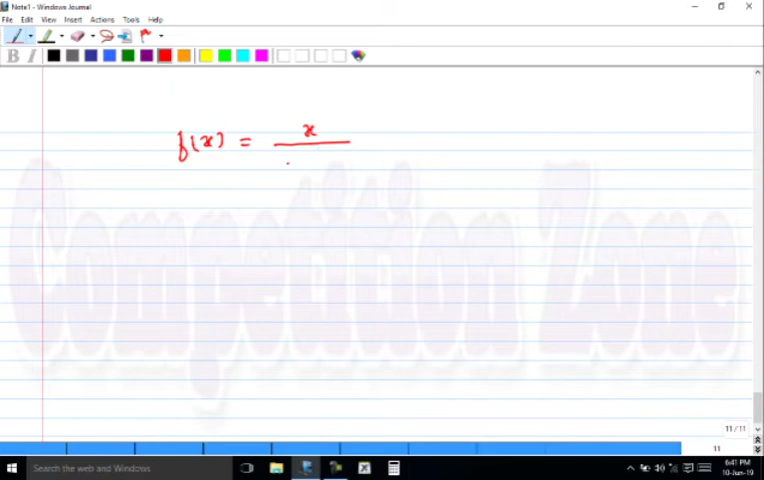 Note1 - Windows Journal
File Edit View Insert Actions Tools Help
B I
f(x) = x
Competition Zone
11 / 11
11
Search the web and Windows
6:41 PM
10-Jun-19